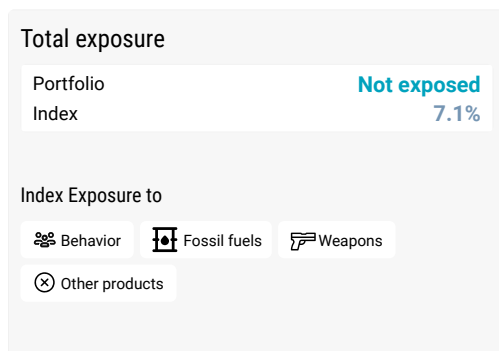 Total exposure
Portfolio Not exposed
Index 7.1%
Index Exposure to
Behavior Fossil fuels Weapons
Other products